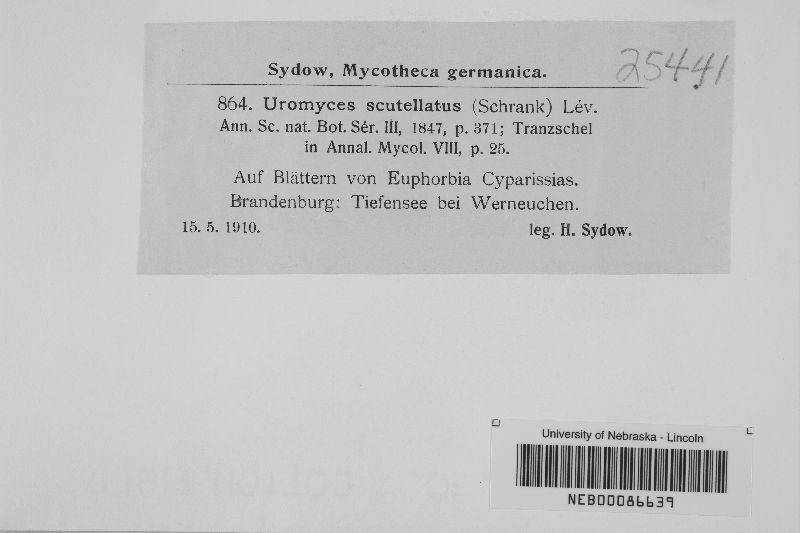 Sydow, Mycotheca germanica.
25441
864. Uromyces scutellatus (Schrank) Lév.
Ann. Sc. nat. Bot. Sér. III, 1847, p. 371; Tranzschel
in Annal. Mycol. VIII, p. 25.
Auf Blättern von Euphorbia Cyparissias.
Brandenburg: Tiefensee bei Werneuchen.
15. 5. 1910. leg. H. Sydow.
University of Nebraska - Lincoln
NEB00086639